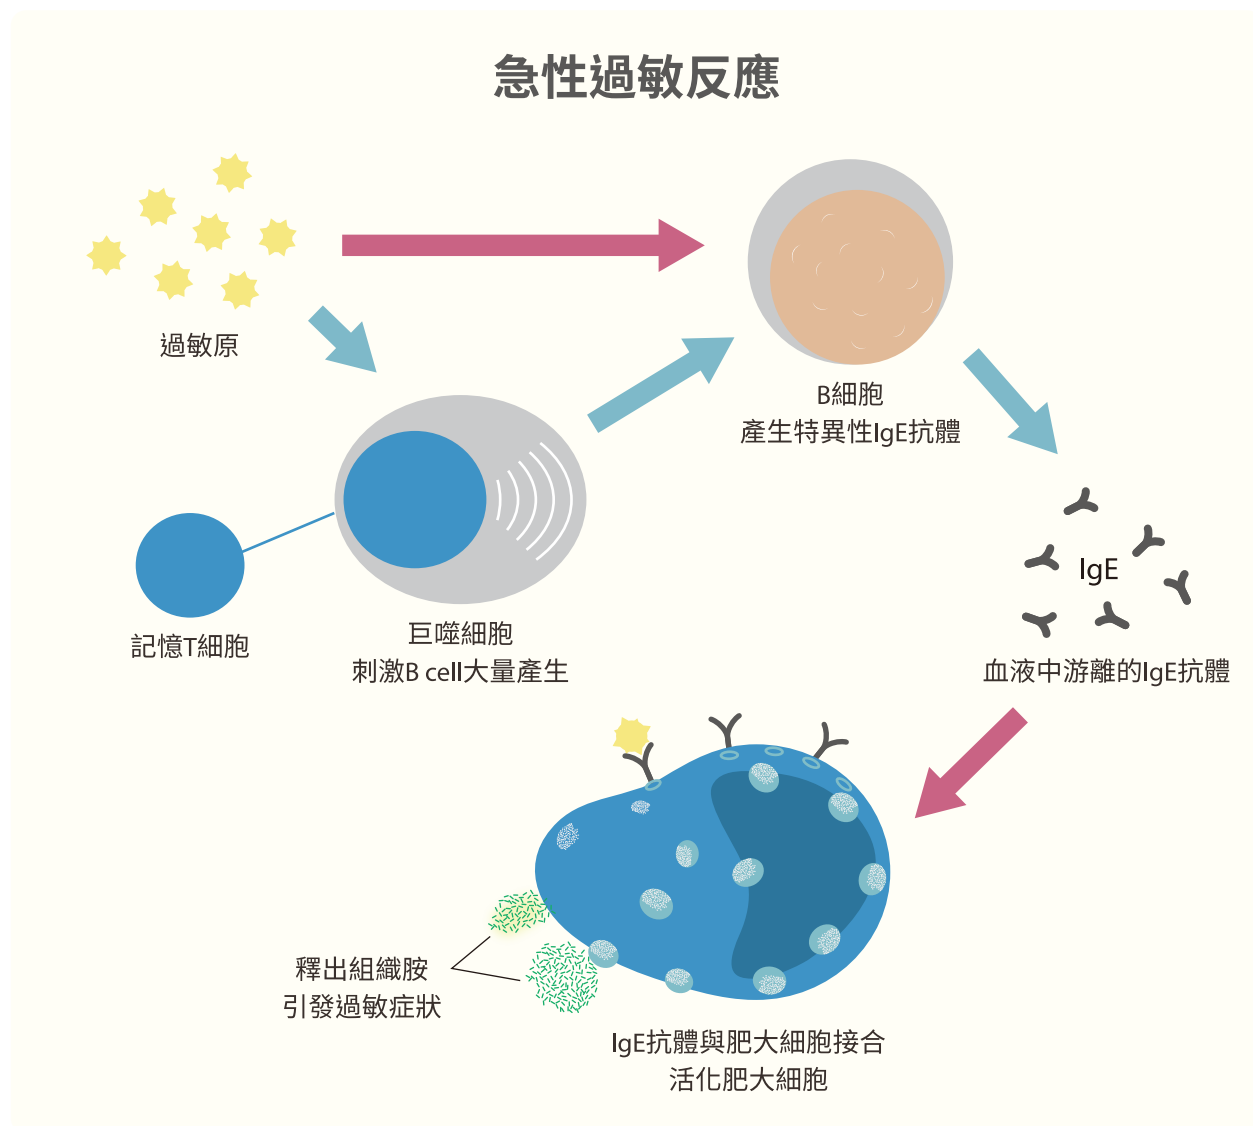 急性過敏反應
過敏原
B細胞
產生特異性IgE抗體
記憶T細胞
巨噬細胞
刺激B cell大量產生
IgE
血液中游離的IgE抗體
釋出組織胺
引發過敏症狀
IgE抗體與肥大細胞接合
活化肥大細胞